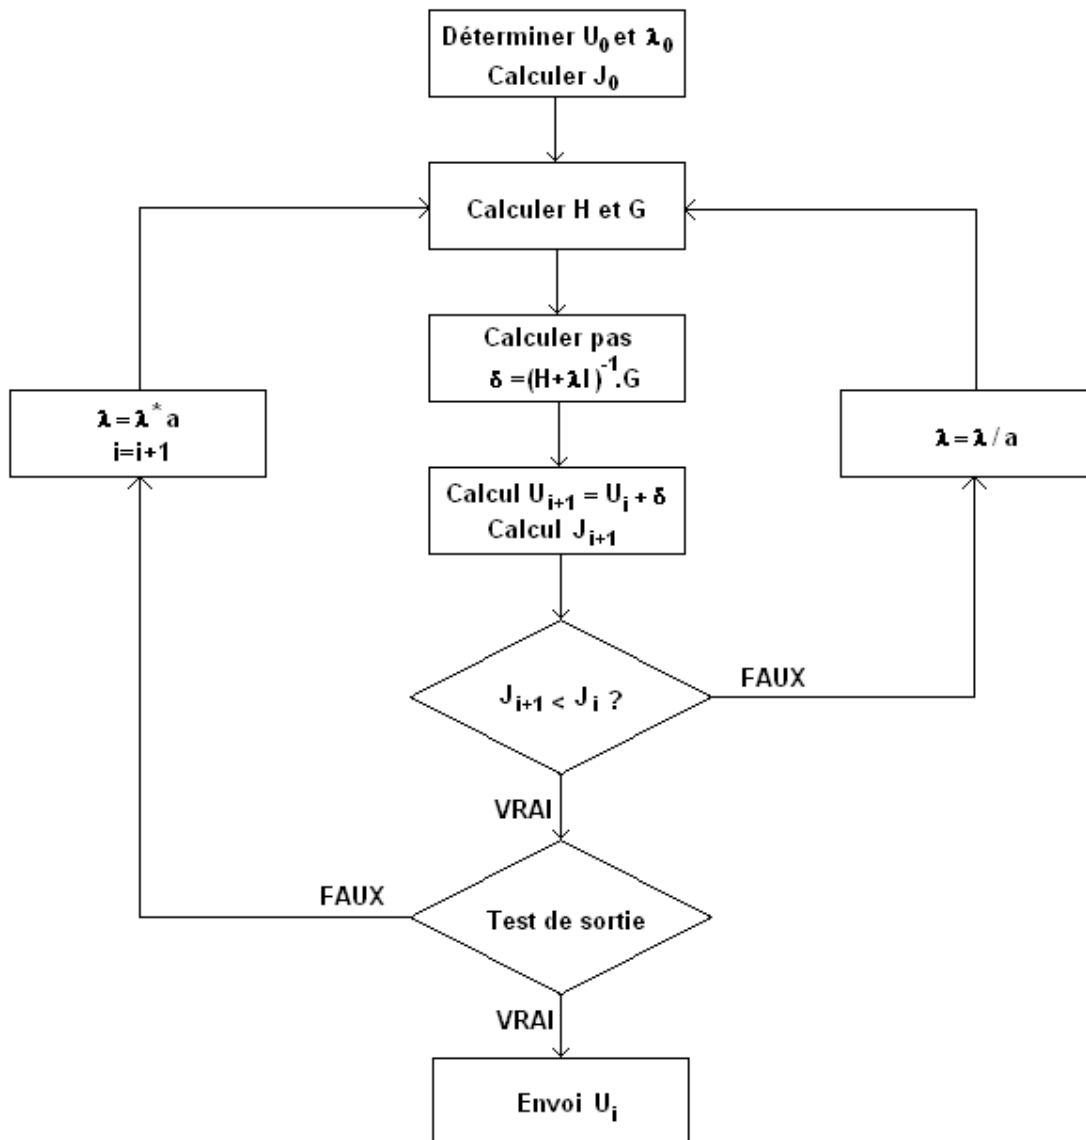 Déterminer U₀ et λ₀
Calculer J₀
Calculer H et G
Calculer pas
δ =(H+λI)⁻¹.G
λ=λ* a
i=i+1
λ=λ/a
Calcul Uᵢ₊₁ = Uᵢ + δ
Calcul Jᵢ₊₁
Jᵢ₊₁ < Jᵢ ?
FAUX
VRAI
FAUX
Test de sortie
VRAI
Envoi Uᵢ